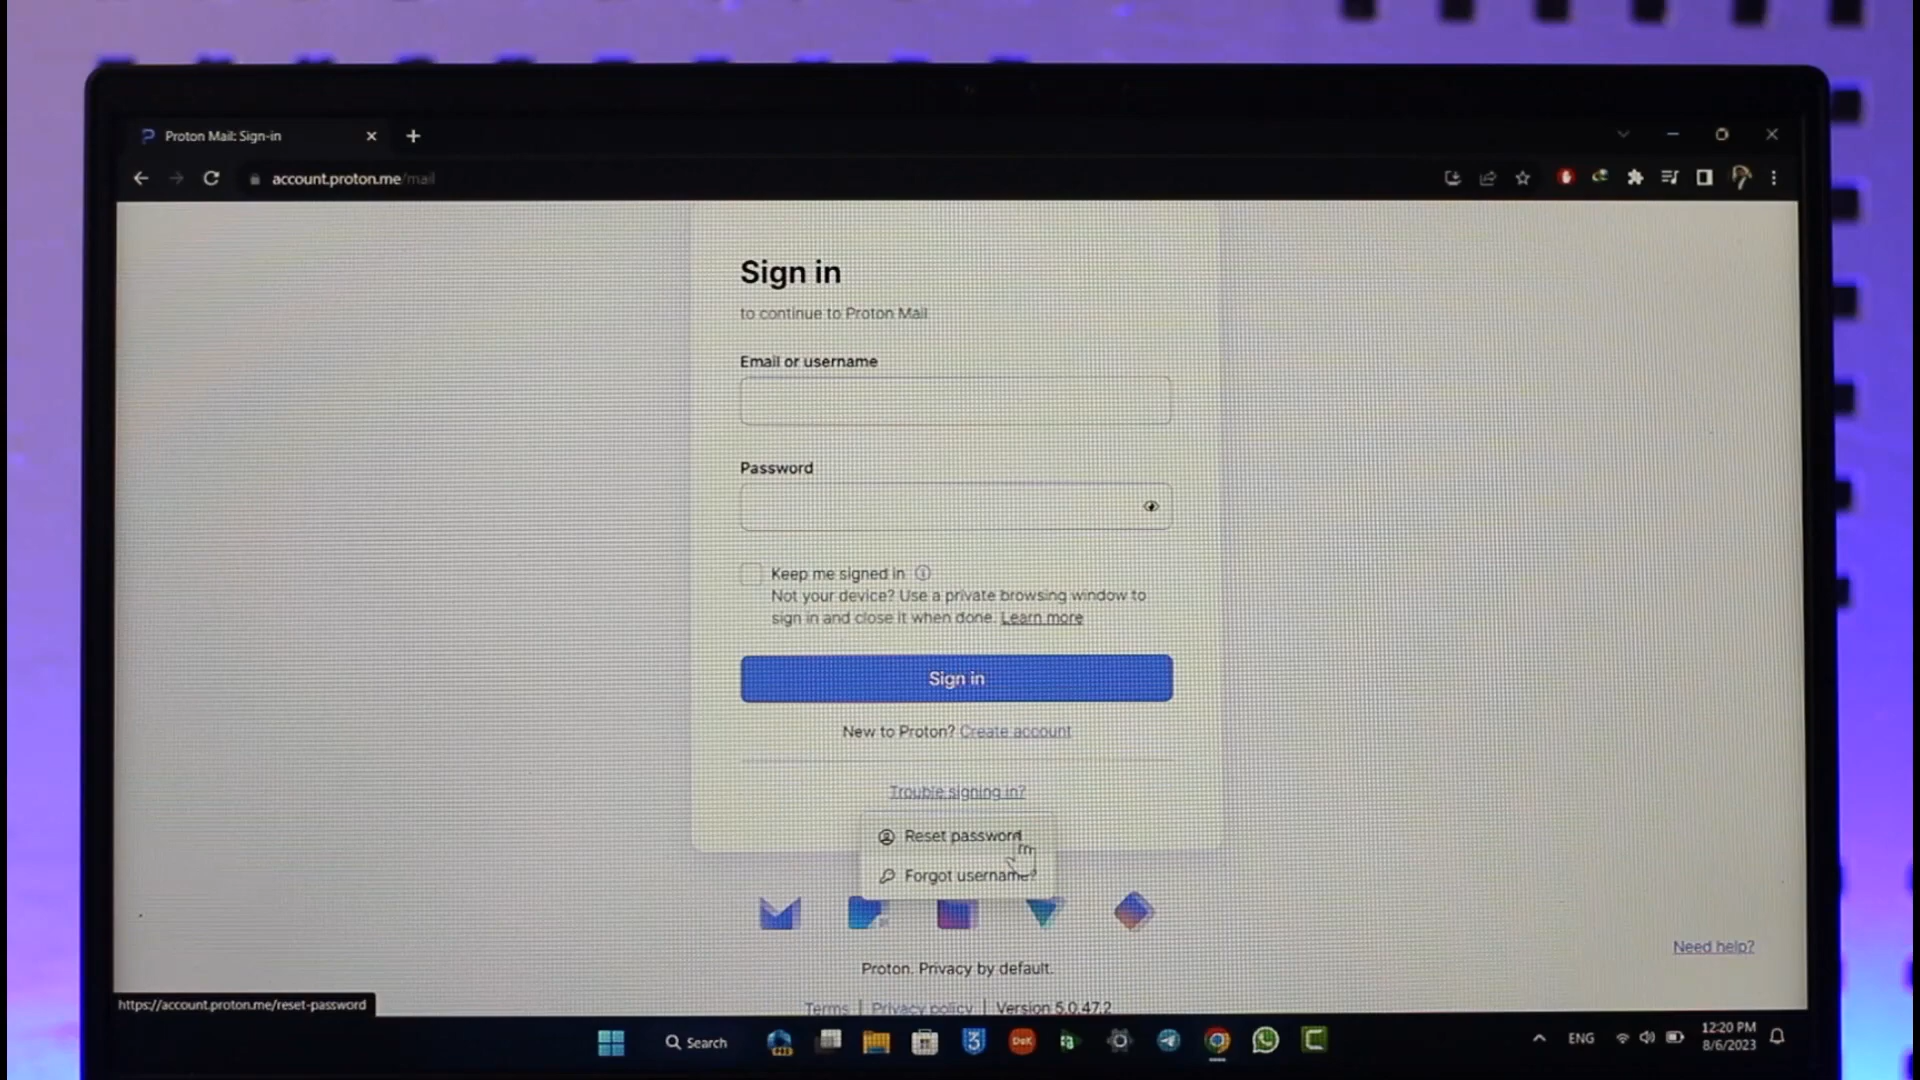 Proton Mail: Sign-in
account.proton.me/mail
Sign in
to continue to Proton Mail
Email or username
Password
Keep me signed in
Not your device? Use a private browsing window to
sign in and close it when done. Learn more
Sign in
New to Proton? Create account
Trouble signing in?
Reset password
Forgot username?
Proton. Privacy by default.
Need help?
https://account.proton.me/reset-password
Terms | Privacy policy | Version 5.0.47.2
Search
ENG
12:20 PM
8/6/2023